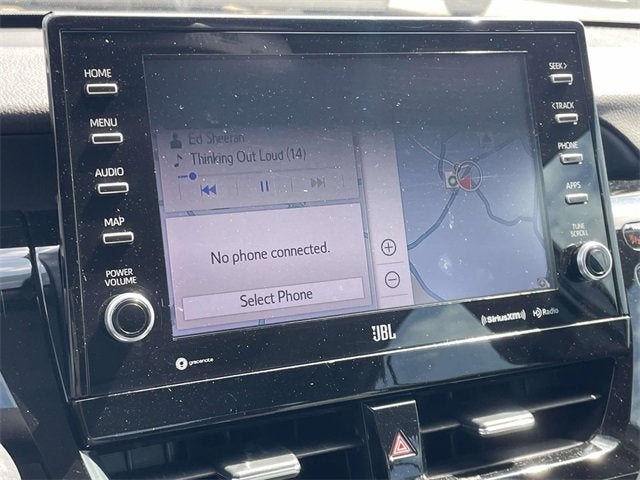 HOME
MENU
AUDIO
MAP
POWER
VOLUME
Ed Sheeran
Thinking Out Loud (14)
No phone connected.
Select Phone
SEEK >
< TRACK
PHONE
APPS
TUNE
SCROLL
gracenote
JBL
SiriusXM
HD Radio